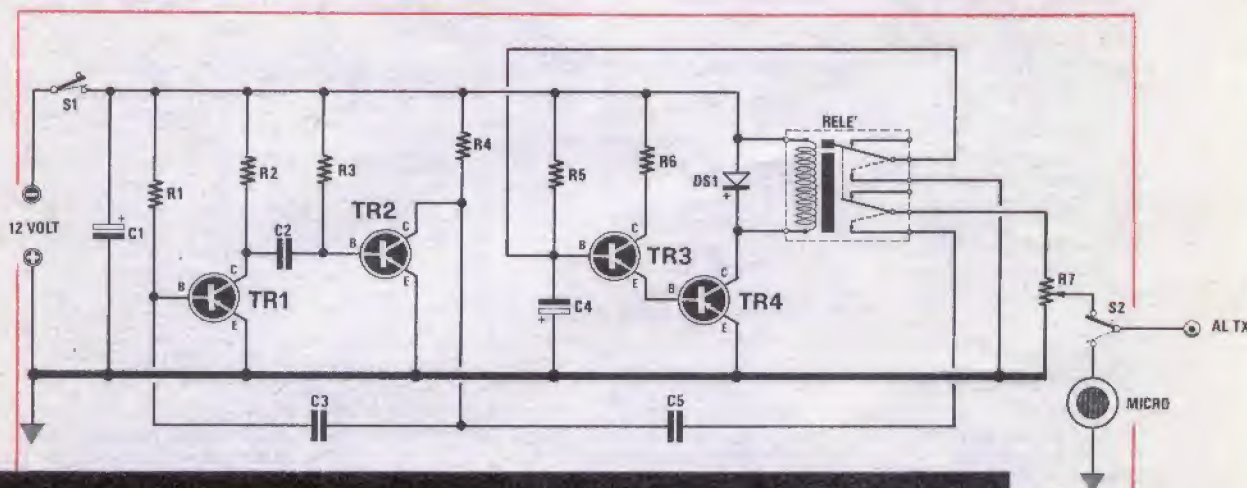 S1
12 VOLT
C1
+
R1
R2
R3
R4
R5
R6
C2
TR1
B
C
E
TR2
B
C
E
C4
+
TR3
B
C
E
TR4
B
C
E
DS1
+
RELE'
R7
S2
AL TX
MICRO
C3
C5